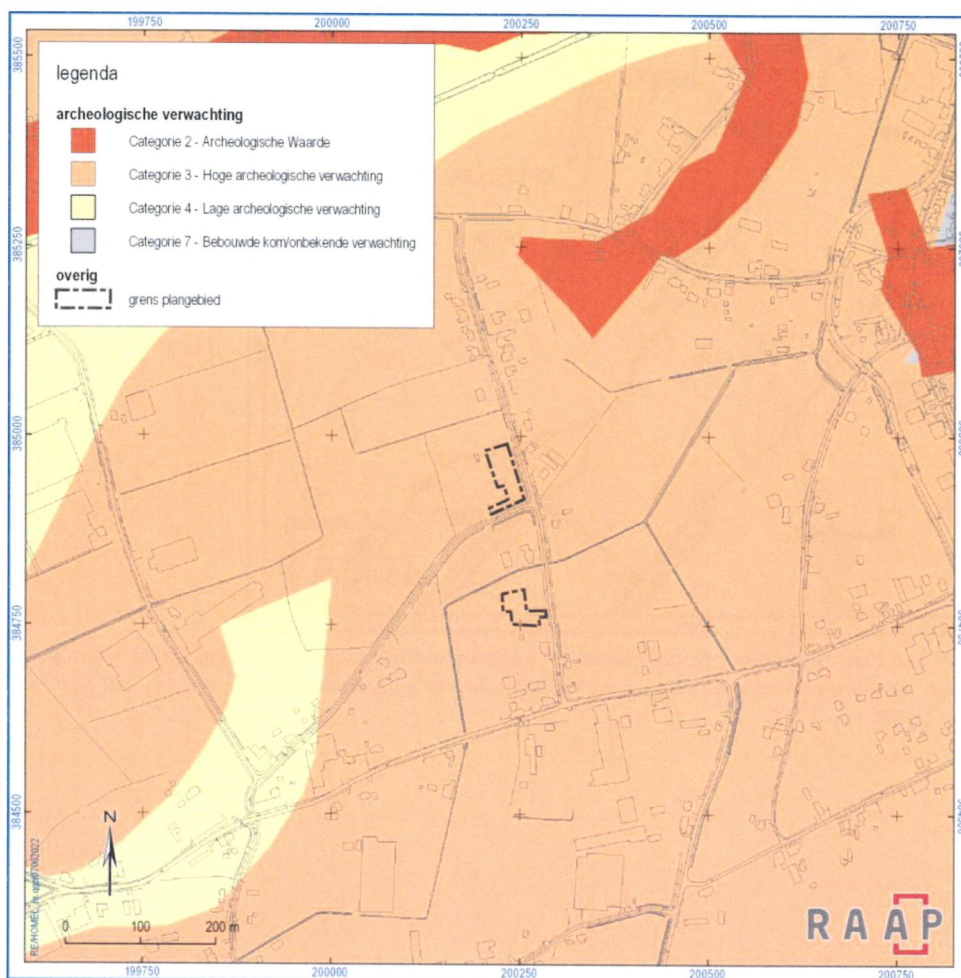 199750 200000 200250 200500 200750
385500
385250
385000
384750
384500
legenda
archeologische verwachting
Categorie 2 - Archeologische Waarde
Categorie 3 - Hoge archeologische verwachting
Categorie 4 - Lage archeologische verwachting
Categorie 7 - Bebouwde kom/onbekende verwachting
overig
grens plangebied
N
0 100 200 m
RAAP
199750 200000 200250 200500 200750